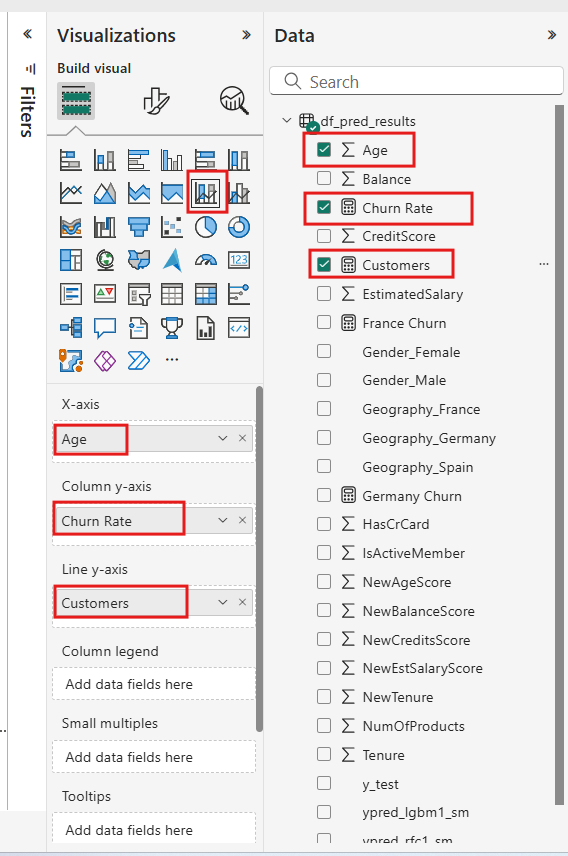 Filters
Visualizations
Build visual
123
X-axis
Age
Column y-axis
Churn Rate
Line y-axis
Customers
Column legend
Add data fields here
Small multiples
Add data fields here
Tooltips
Add data fields here
Data
Search
df_pred_results
Age
Balance
Churn Rate
CreditScore
Customers
EstimatedSalary
France Churn
Gender_Female
Gender_Male
Geography_France
Geography_Germany
Geography_Spain
Germany Churn
HasCrCard
IsActiveMember
NewAgeScore
NewBalanceScore
NewCreditsScore
NewEstSalaryScore
NewTenure
NumOfProducts
Tenure
y_test
ypred_lgbm1_sm
ypred_rfc1_sm